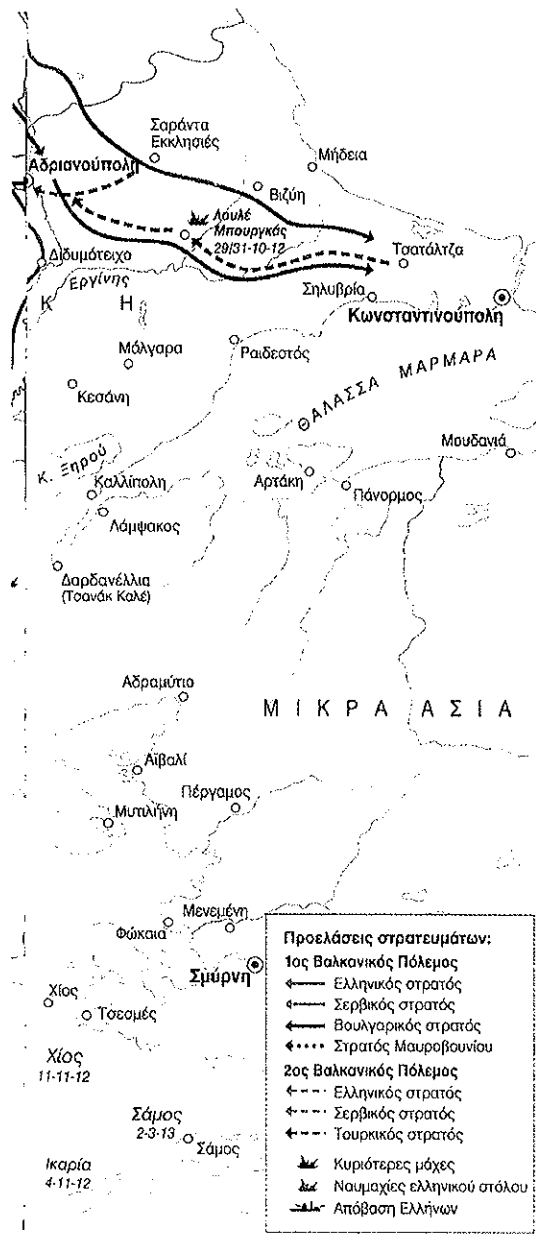 Σαράντα
Εκκλησιές
Μήδεια
Αδριανούπολη
Βιζύη
Λουλέ
Μπουργκάς
29/31-10-12
Τσατάλτζα
Διδυμότειχο
Εργίνης
Σηλυβρία
Κ Η
Κωνσταντινούπολη
Μάλγαρα
Ραιδεστός
Κεσάνη
ΘΑΛΑΣΣΑ ΜΑΡΜΑΡΑ
Μουδανιά
Κ. Ξηρού
Αρτάκη
Πάνορμος
Καλλίπολη
Λάμψακος
Δαρδανέλλια
(Τσανάκ Καλέ)
Αδραμύτιο
ΜΙΚΡΑ ΑΣΙΑ
Αϊβαλί
Πέργαμος
Μυτιλήνη
Μενεμένη
Φώκαια
Σμύρνη
Χίος
Τσεσμές
Χίος
11-11-12
Σάμος
2-3-13
Σάμος
Ικαρία
4-11-12
Προελάσεις στρατευμάτων:
1ος Βαλκανικός Πόλεμος
Ελληνικός στρατός
Σερβικός στρατός
Βουλγαρικός στρατός
Στρατός Μαυροβουνίου
2ος Βαλκανικός Πόλεμος
Ελληνικός στρατός
Σερβικός στρατός
Τουρκικός στρατός
Κυριότερες μάχες
Ναυμαχίες ελληνικού στόλου
Απόβαση Ελλήνων